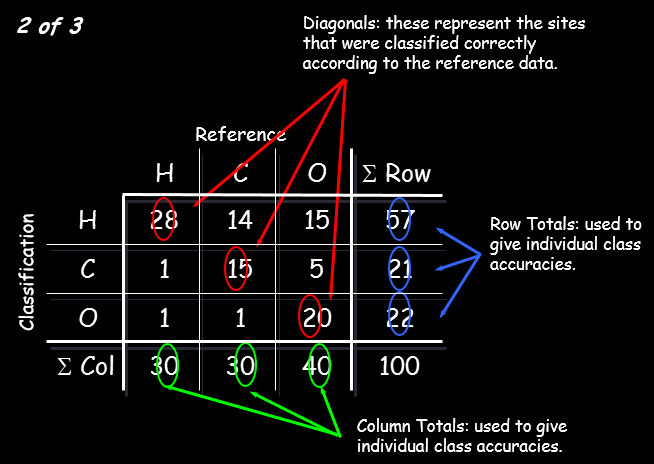 2 of 3
Diagonals: these represent the sites
that were classified correctly
according to the reference data.
Reference
H C O Σ Row
Classification
H 28 14 15 57
C 1 15 5 21
O 1 1 20 22
Σ Col 30 30 40 100
Row Totals: used to
give individual class
accuracies.
Column Totals: used to give
individual class accuracies.